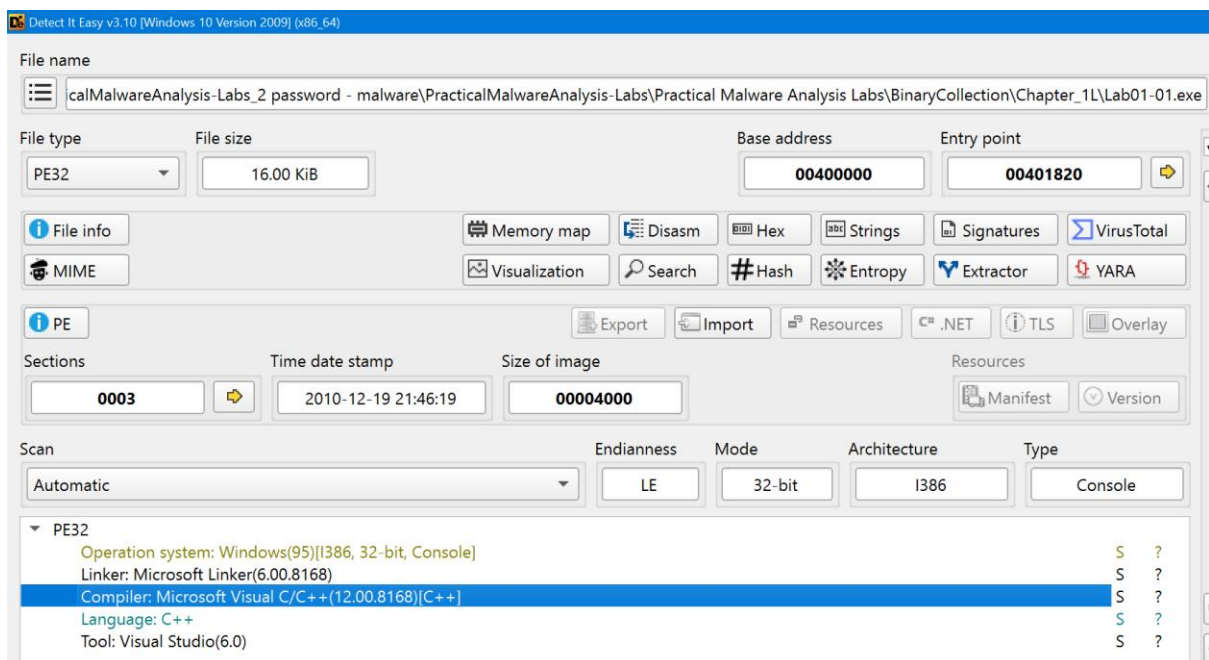 Detect It Easy v3.10 [Windows 10 Version 2009] (x86_64)
File name
icalMalwareAnalysis-Labs_2 password - malware\PracticalMalwareAnalysis-Labs\Practical Malware Analysis Labs\BinaryCollection\Chapter_1L\Lab01-01.exe
File type File size Base address Entry point
PE32 16.00 KiB 00400000 00401820
File info Memory map Disasm Hex Strings Signatures VirusTotal
MIME Visualization Search Hash Entropy Extractor YARA
PE Export Import Resources C# .NET TLS Overlay
Sections Time date stamp Size of image Resources
0003 2010-12-19 21:46:19 00004000 Manifest Version
Scan Endianness Mode Architecture Type
Automatic LE 32-bit I386 Console
PE32
Operation system: Windows(95)[I386, 32-bit, Console] S ?
Linker: Microsoft Linker(6.00.8168) S ?
Compiler: Microsoft Visual C/C++(12.00.8168)[C++] S ?
Language: C++ S ?
Tool: Visual Studio(6.0) S ?